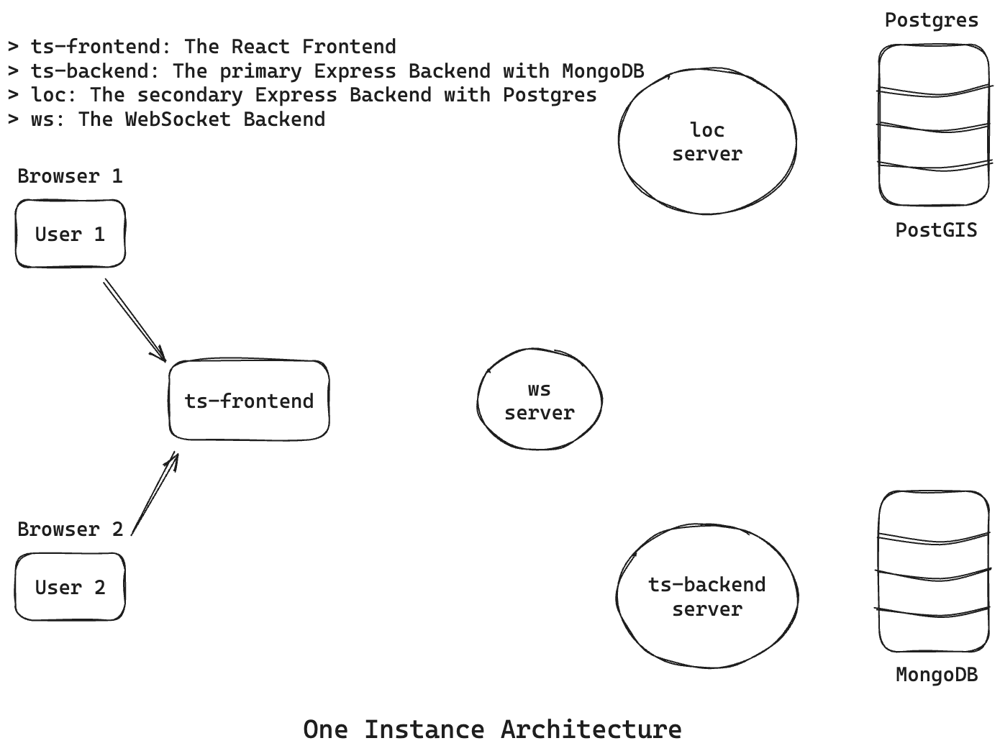 Postgres
> ts-frontend: The React Frontend
> ts-backend: The primary Express Backend with MongoDB
> loc: The secondary Express Backend with Postgres
> ws: The WebSocket Backend
loc
server
Browser 1
User 1
PostGIS
ts-frontend
ws
server
Browser 2
User 2
ts-backend
server
MongoDB
One Instance Architecture